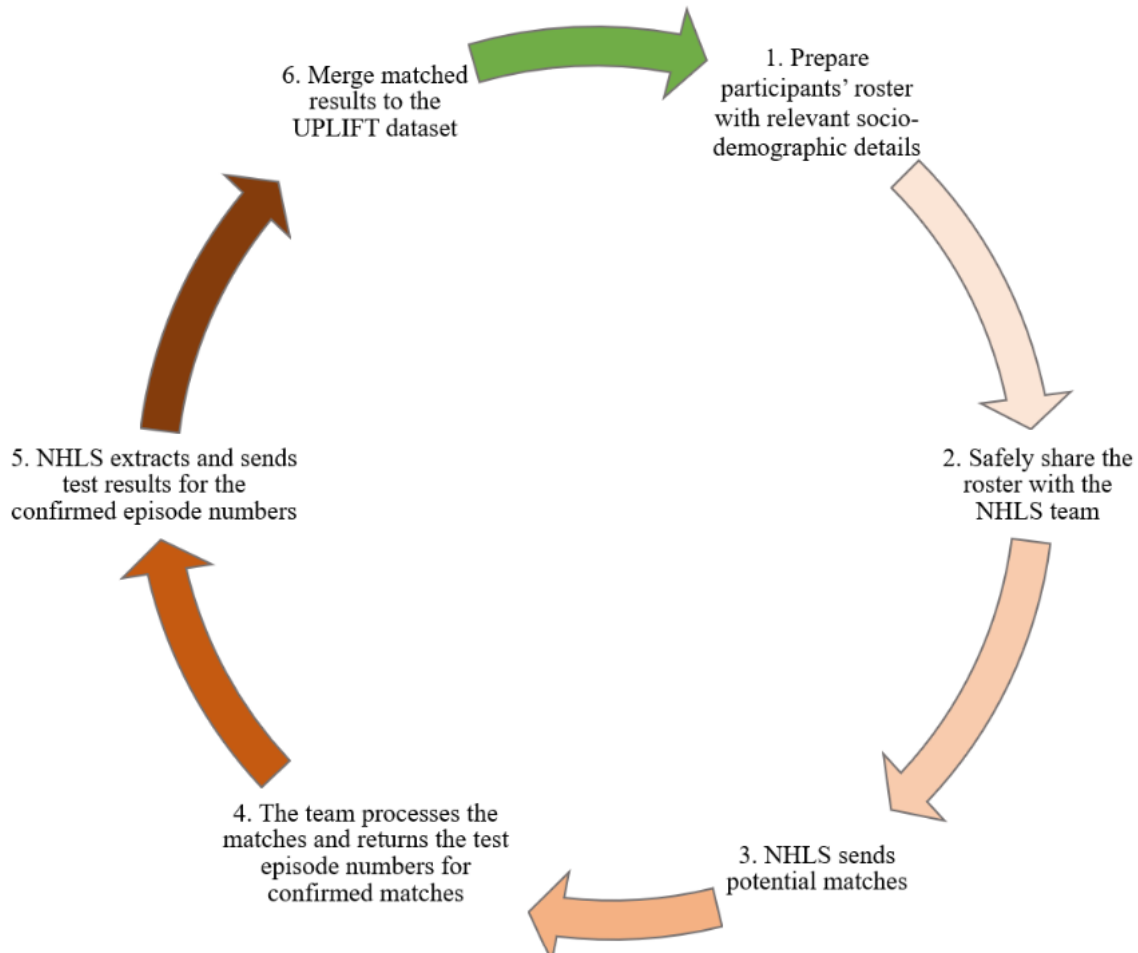 1. Prepare
participants’ roster
with relevant socio-
demographic details
2. Safely share the
roster with the
NHLS team
3. NHLS sends
potential matches
4. The team processes the
matches and returns the test
episode numbers for
confirmed matches
5. NHLS extracts and sends
test results for the
confirmed episode numbers
6. Merge matched
results to the
UPLIFT dataset